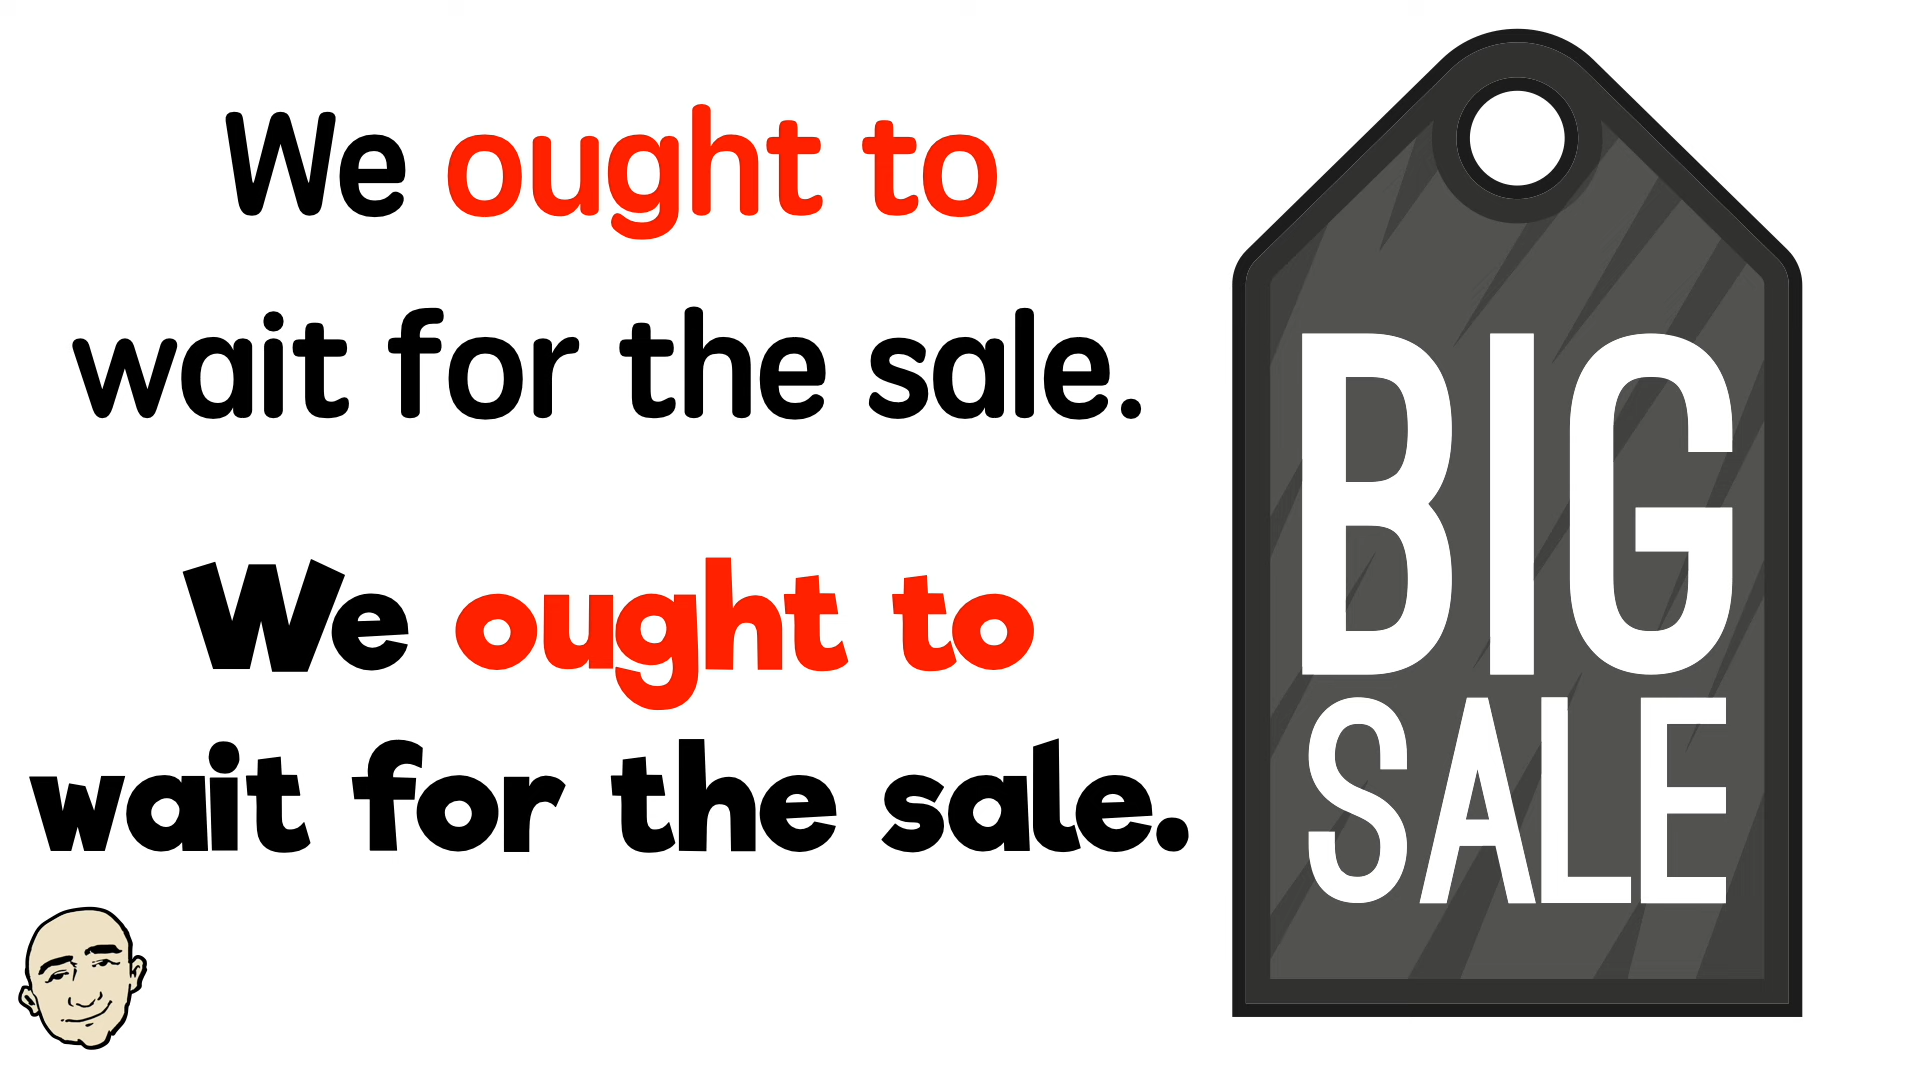 We ought to
wait for the sale.
We ought to
wait for the sale.
BIG
SALE